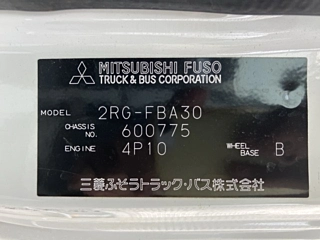 MITSUBISHI FUSO
TRUCK & BUS CORPORATION
MODEL 2RG-FBA30
CHASSIS NO. 600775
ENGINE 4P10 WHEEL BASE B
三菱ふそうトラック・バス株式会社